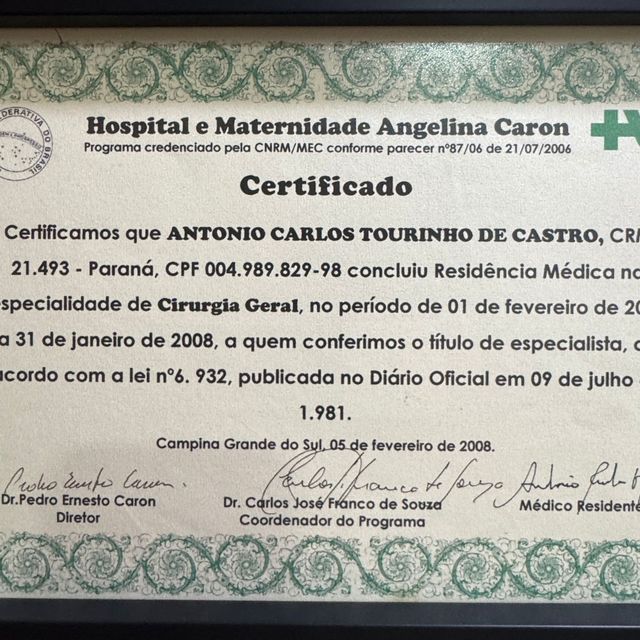 DERATIVA DO BRASIL
Hospital e Maternidade Angelina Caron
Programa credenciado pela CNRM/MEC conforme parecer nº87/06 de 21/07/2006
Certificado
Certificamos que ANTONIO CARLOS TOURINHO DE CASTRO, CRM
21.493 - Paraná, CPF 004.989.829-98 concluiu Residência Médica na
especialidade de Cirurgia Geral, no período de 01 de fevereiro de 20
a 31 de janeiro de 2008, a quem conferimos o título de especialista, d
acordo com a lei nº6. 932, publicada no Diário Oficial em 09 de julho
1.981.
Campina Grande do Sul, 05 de fevereiro de 2008.
Dr.Pedro Ernesto Caron
Diretor
Dr. Carlos José Franco de Souza
Coordenador do Programa
Médico Residente